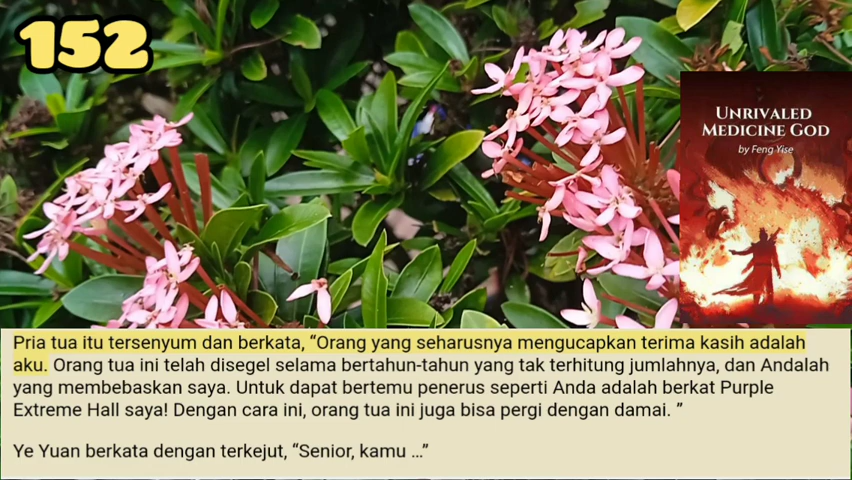 152
UNRIVALED
MEDICINE GOD
by Feng Yise
Pria tua itu tersenyum dan berkata, “Orang yang seharusnya mengucapkan terima kasih adalah
aku. Orang tua ini telah disegel selama bertahun-tahun yang tak terhitung jumlahnya, dan Andalah
yang membebaskan saya. Untuk dapat bertemu penerus seperti Anda adalah berkat Purple
Extreme Hall saya! Dengan cara ini, orang tua ini juga bisa pergi dengan damai. ”
Ye Yuan berkata dengan terkejut, “Senior, kamu ...”